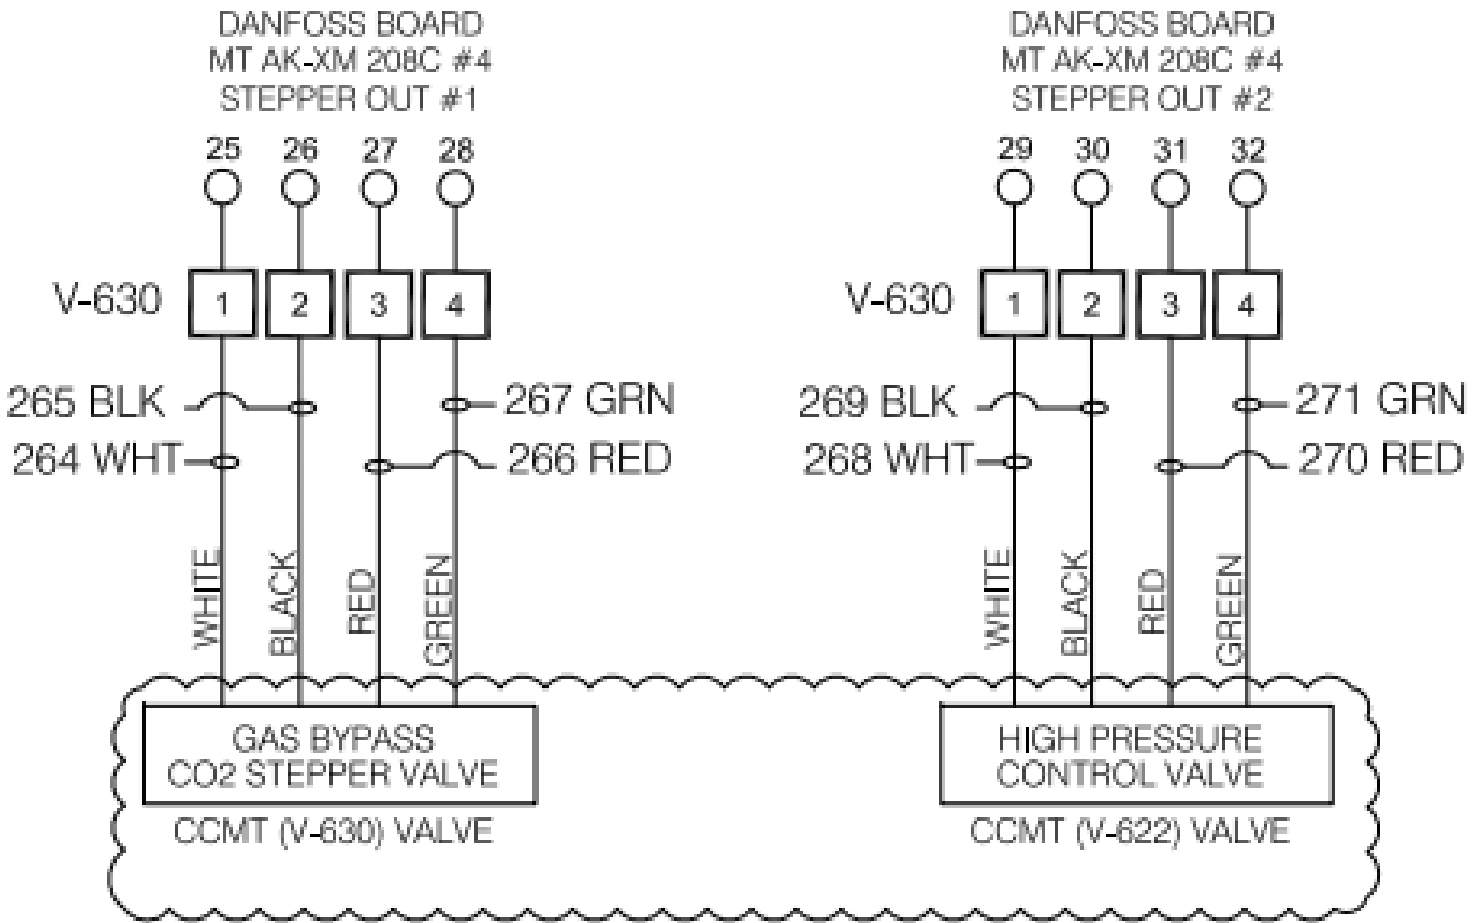 DANFOSS BOARD
MT AK-XM 208C #4
STEPPER OUT #1
25 26 27 28
V-630 1 2 3 4
265 BLK 267 GRN
264 WHT 266 RED
WHITE BLACK RED GREEN
GAS BYPASS
CO2 STEPPER VALVE
CCMT (V-630) VALVE
DANFOSS BOARD
MT AK-XM 208C #4
STEPPER OUT #2
29 30 31 32
V-630 1 2 3 4
269 BLK 271 GRN
268 WHT 270 RED
WHITE BLACK RED GREEN
HIGH PRESSURE
CONTROL VALVE
CCMT (V-622) VALVE